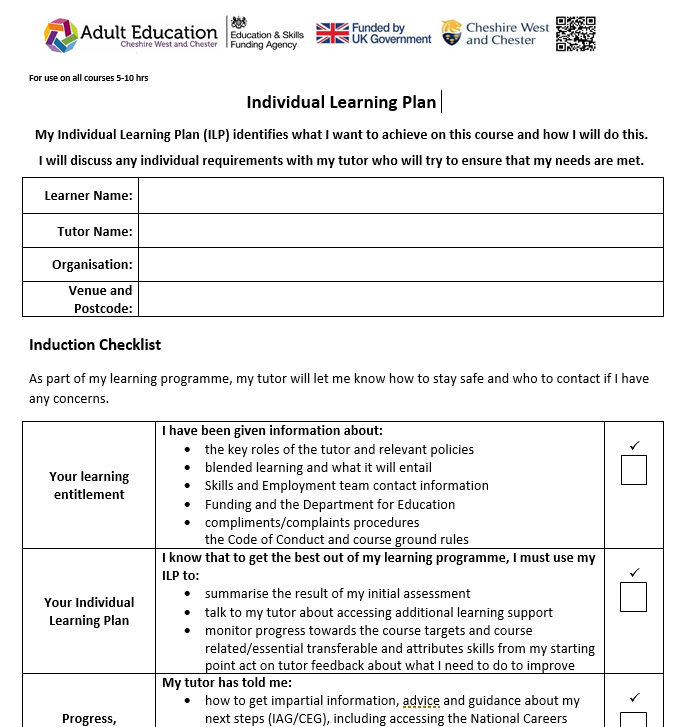 Adult Education
Cheshire West and Chester
Education & Skills
Funding Agency
Funded by
UK Government
Cheshire West
and Chester
For use on all courses 5-10 hrs
Individual Learning Plan
My Individual Learning Plan (ILP) identifies what I want to achieve on this course and how I will do this.
I will discuss any individual requirements with my tutor who will try to ensure that my needs are met.
Learner Name:
Tutor Name:
Organisation:
Venue and
Postcode:
Induction Checklist
As part of my learning programme, my tutor will let me know how to stay safe and who to contact if I have
any concerns.
Your learning
entitlement
I have been given information about:
• the key roles of the tutor and relevant policies
• blended learning and what it will entail
• Skills and Employment team contact information
• Funding and the Department for Education
• compliments/complaints procedures
the Code of Conduct and course ground rules
✓
Your Individual
Learning Plan
I know that to get the best out of my learning programme, I must use my
ILP to:
• summarise the result of my initial assessment
• talk to my tutor about accessing additional learning support
• monitor progress towards the course targets and course
related/essential transferable and attributes skills from my starting
point act on tutor feedback about what I need to do to improve
✓
Progress,
My tutor has told me:
• how to get impartial information, advice and guidance about my
next steps (IAG/CEG), including accessing the National Careers
✓